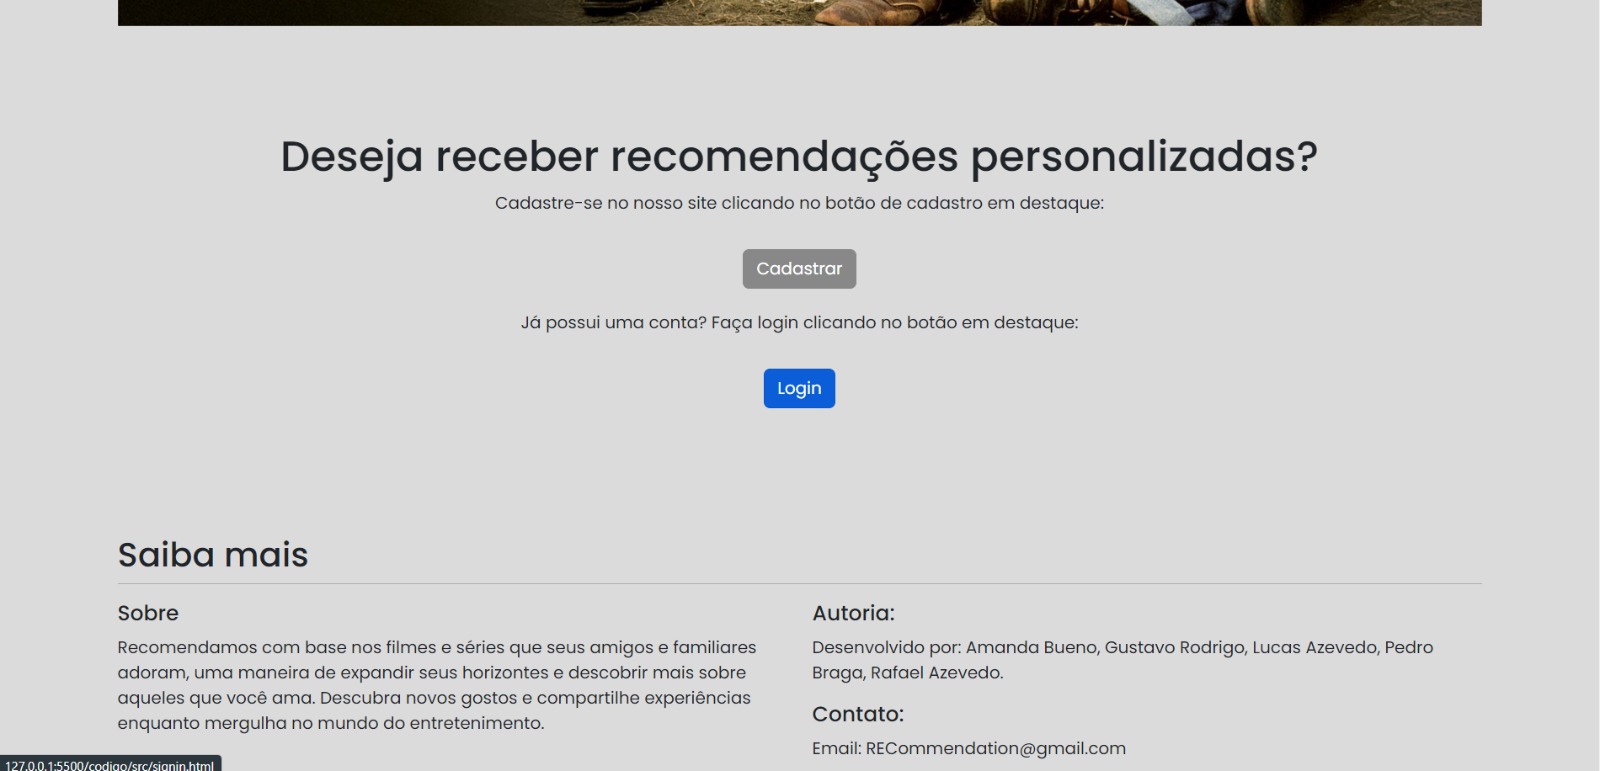 Deseja receber recomendações personalizadas?
Cadastre-se no nosso site clicando no botão de cadastro em destaque:
Cadastrar
Já possui uma conta? Faça login clicando no botão em destaque:
Login
Saiba mais
Sobre
Recomendamos com base nos filmes e séries que seus amigos e familiares
adoram, uma maneira de expandir seus horizontes e descobrir mais sobre
aqueles que você ama. Descubra novos gostos e compartilhe experiências
enquanto mergulha no mundo do entretenimento.
Autoria:
Desenvolvido por: Amanda Bueno, Gustavo Rodrigo, Lucas Azevedo, Pedro
Braga, Rafael Azevedo.
Contato:
Email: RECommendation@gmail.com
127.0.0.1:5500/codigo/src/signin.html